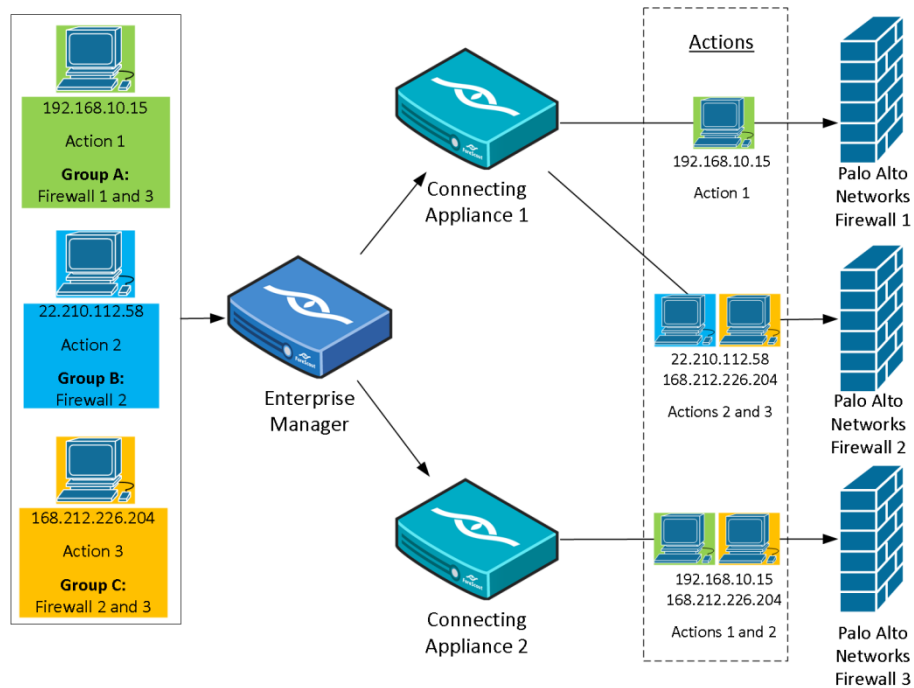 192.168.10.15
Action 1
Group A:
Firewall 1 and 3
22.210.112.58
Action 2
Group B:
Firewall 2
168.212.226.204
Action 3
Group C:
Firewall 2 and 3
Enterprise
Manager
Connecting
Appliance 1
Connecting
Appliance 2
Actions
192.168.10.15
Action 1
22.210.112.58
168.212.226.204
Actions 2 and 3
192.168.10.15
168.212.226.204
Actions 1 and 2
Palo Alto
Networks
Firewall 1
Palo Alto
Networks
Firewall 2
Palo Alto
Networks
Firewall 3
ForeScout
ForeScout
ForeScout